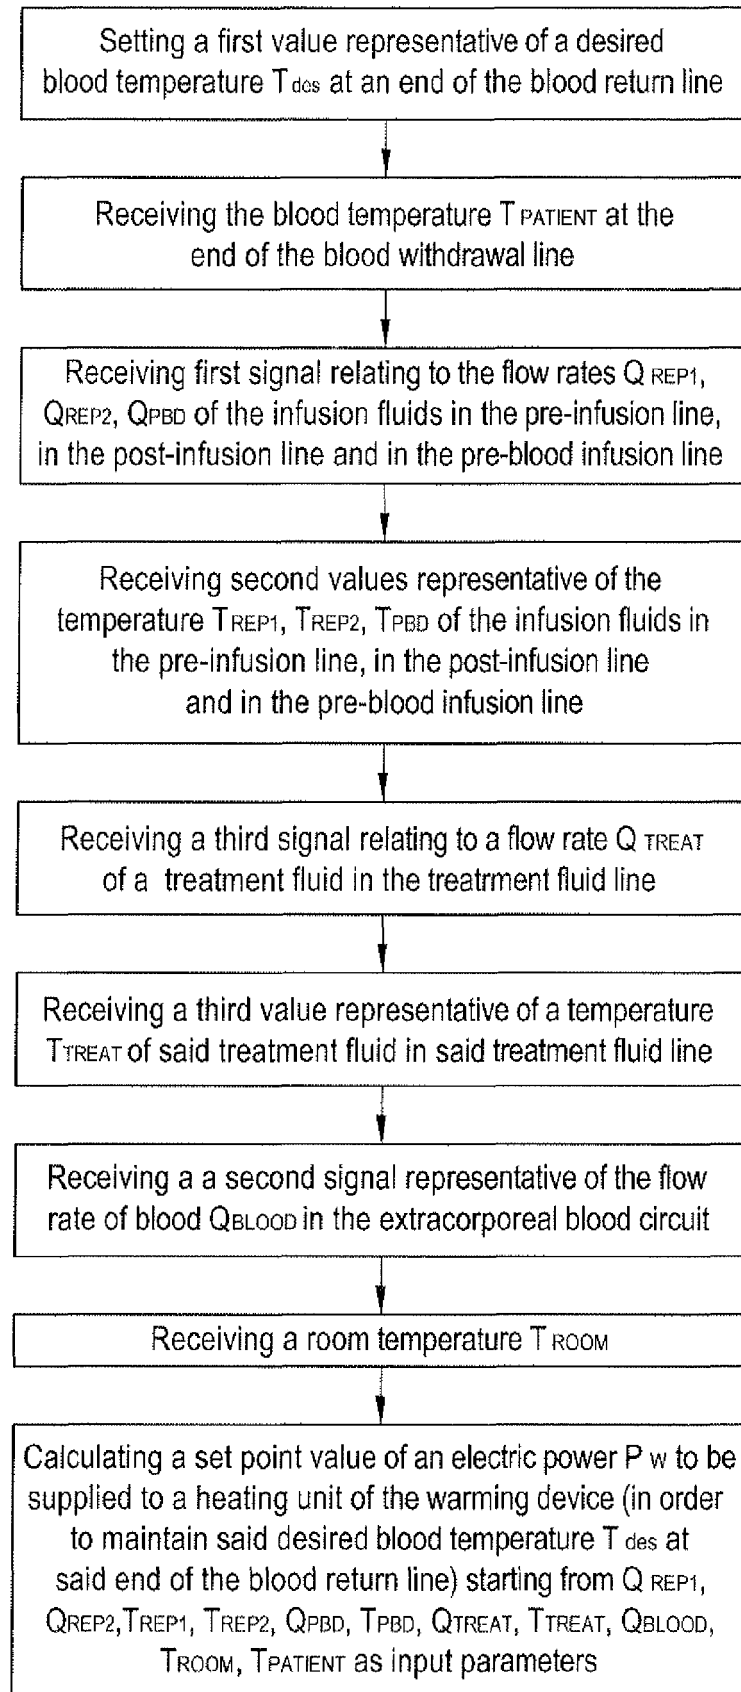 Setting a first value representative of a desired
blood temperature T des at an end of the blood return line
Receiving the blood temperature T PATIENT at the
end of the blood withdrawal line
Receiving first signal relating to the flow rates Q REP1,
QREP2, QPBD of the infusion fluids in the pre-infusion line,
in the post-infusion line and in the pre-blood infusion line
Receiving second values representative of the
temperature TREP1, TREP2, TPBD of the infusion fluids in
the pre-infusion line, in the post-infusion line
and in the pre-blood infusion line
Receiving a third signal relating to a flow rate Q TREAT
of a treatment fluid in the treatrment fluid line
Receiving a third value representative of a temperature
TTREAT of said treatment fluid in said treatment fluid line
Receiving a a second signal representative of the flow
rate of blood QBLOOD in the extracorporeal blood circuit
Receiving a room temperature T ROOM
Calculating a set point value of an electric power P w to be
supplied to a heating unit of the warming device (in order
to maintain said desired blood temperature T des at
said end of the blood return line) starting from Q REP1,
QREP2,TREP1, TREP2, QPBD, TPBD, QTREAT, TTREAT, QBLOOD,
TROOM, TPATIENT as input parameters